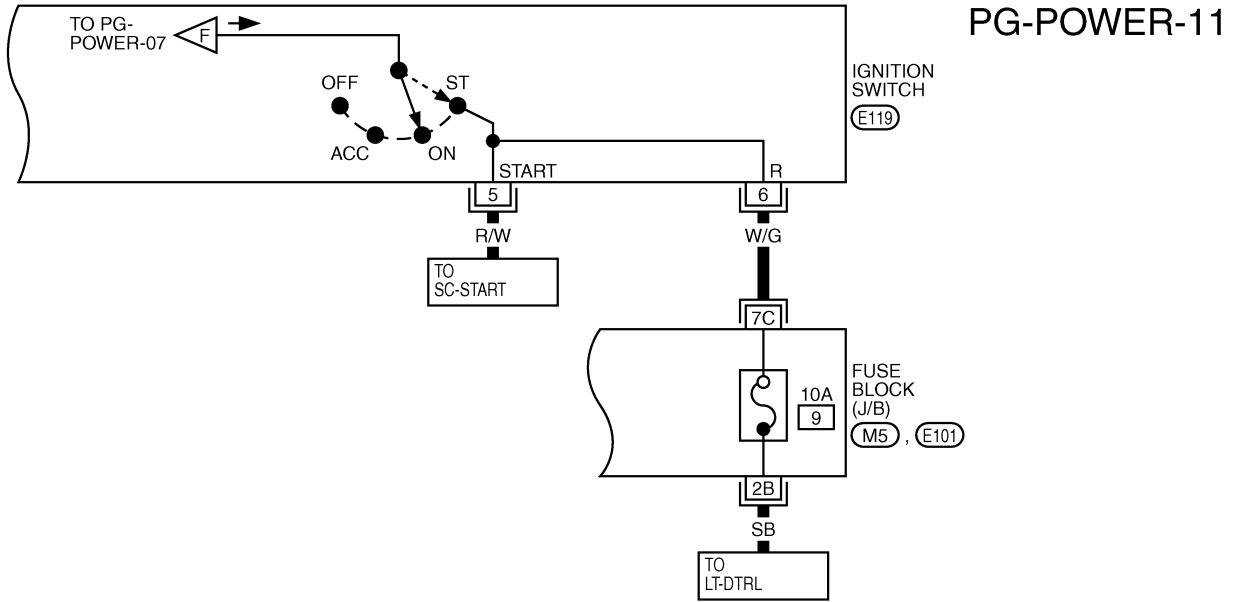 PG-POWER-11
TO PG-
POWER-07
F
OFF
ST
ACC
ON
IGNITION
SWITCH
E119
START
R
5
6
R/W
W/G
TO
SC-START
7C
10A
9
FUSE
BLOCK
(J/B)
M5 , E101
2B
SB
TO
LT-DTRL